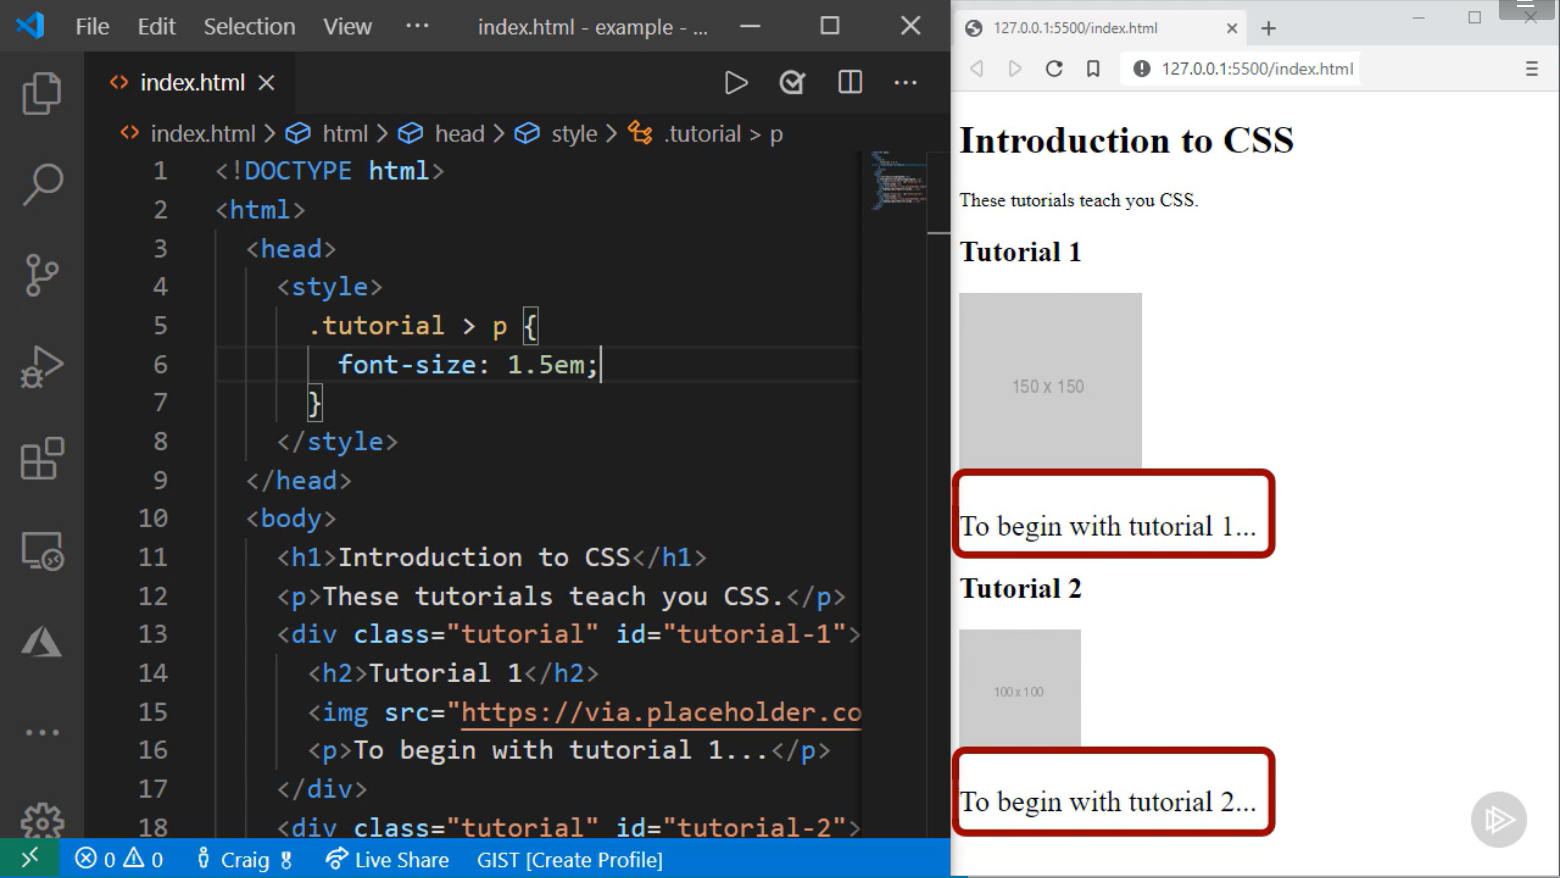 File Edit Selection View ··· index.html - example - ...
index.html
index.html > html > head > style > .tutorial > p
1 <!DOCTYPE html>
2 <html>
3 <head>
4 <style>
5 .tutorial > p {
6 font-size: 1.5em;
7 }
8 </style>
9 </head>
10 <body>
11 <h1>Introduction to CSS</h1>
12 <p>These tutorials teach you CSS.</p>
13 <div class="tutorial" id="tutorial-1">
14 <h2>Tutorial 1</h2>
15 <img src="https://via.placeholder.co
16 <p>To begin with tutorial 1...</p>
17 </div>
18 <div class="tutorial" id="tutorial-2">
0 0 Craig Live Share GIST [Create Profile]
127.0.0.1:5500/index.html
127.0.0.1:5500/index.html
Introduction to CSS
These tutorials teach you CSS.
Tutorial 1
150 x 150
To begin with tutorial 1...
Tutorial 2
100 x 100
To begin with tutorial 2...